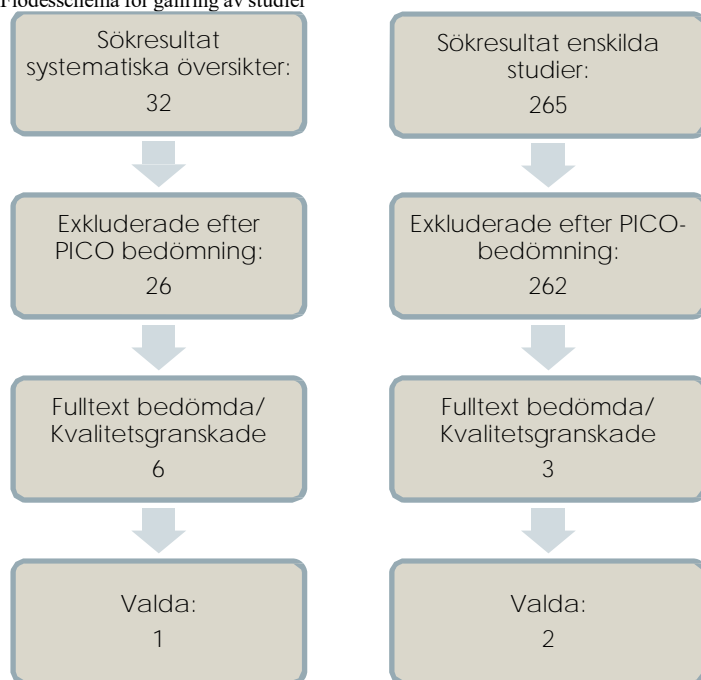 Flödesschema för gallring av studier
Sökresultat
systematiska översikter:
32
Exkluderade efter
PICO bedömning:
26
Fulltext bedömda/
Kvalitetsgranskade
6
Valda:
1
Sökresultat enskilda
studier:
265
Exkluderade efter PICO-
bedömning:
262
Fulltext bedömda/
Kvalitetsgranskade
3
Valda:
2